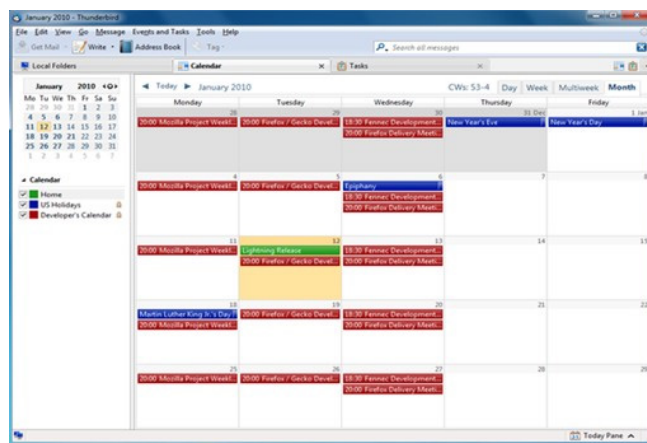 January 2010 - Thunderbird
File Edit View Go Message Events and Tasks Tools Help
Get Mail Write Address Book Tag Search all messages
Local Folders Calendar Tasks
January 2010
Mo Tu We Th Fr Sa Su
28 29 30 31 1 2 3
4 5 6 7 8 9 10
11 12 13 14 15 16 17
18 19 20 21 22 23 24
25 26 27 28 29 30 31
1 2 3 4 5 6 7
Calendar
Home
US Holidays
Developer's Calendar
Today January 2010 CWs: 53-4 Day Week Multiweek Month
Monday Tuesday Wednesday Thursday Friday
28 29 30 31 Dec 1 Jan
20:00 Mozilla Project Weekl... 20:00 Firefox / Gecko Devel... 18:30 Fennec Development... New Year's Eve New Year's Day
20:00 Firefox Delivery Meeti...
4 5 6 7 8
20:00 Mozilla Project Weekl... 20:00 Firefox / Gecko Devel... Epiphany
18:30 Fennec Development...
20:00 Firefox Delivery Meeti...
11 12 13 14 15
20:00 Mozilla Project Weekl... Lightning Release 18:30 Fennec Development...
20:00 Firefox / Gecko Devel... 20:00 Firefox Delivery Meeti...
18 19 20 21 22
Martin Luther King Jr.'s Day 20:00 Firefox / Gecko Devel... 18:30 Fennec Development...
20:00 Mozilla Project Weekl... 20:00 Firefox Delivery Meeti...
25 26 27 28 29
20:00 Mozilla Project Weekl... 20:00 Firefox / Gecko Devel... 18:30 Fennec Development...
20:00 Firefox Delivery Meeti...
Today Pane